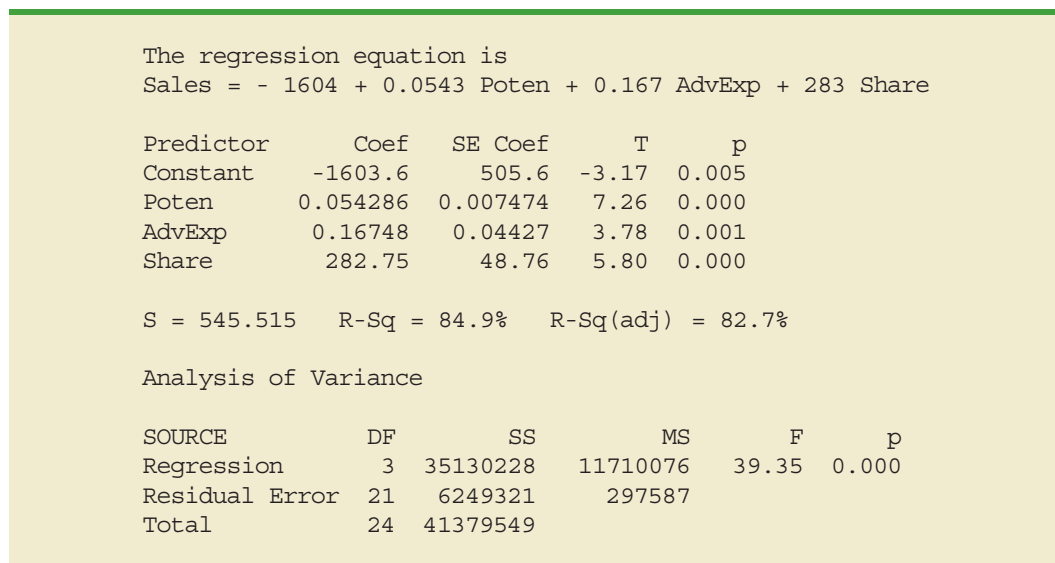 The regression equation is
Sales = - 1604 + 0.0543 Poten + 0.167 AdvExp + 283 Share
Predictor Coef SE Coef T p
Constant -1603.6 505.6 -3.17 0.005
Poten 0.054286 0.007474 7.26 0.000
AdvExp 0.16748 0.04427 3.78 0.001
Share 282.75 48.76 5.80 0.000
S = 545.515 R-Sq = 84.9% R-Sq(adj) = 82.7%
Analysis of Variance
SOURCE DF SS MS F p
Regression 3 35130228 11710076 39.35 0.000
Residual Error 21 6249321 297587
Total 24 41379549